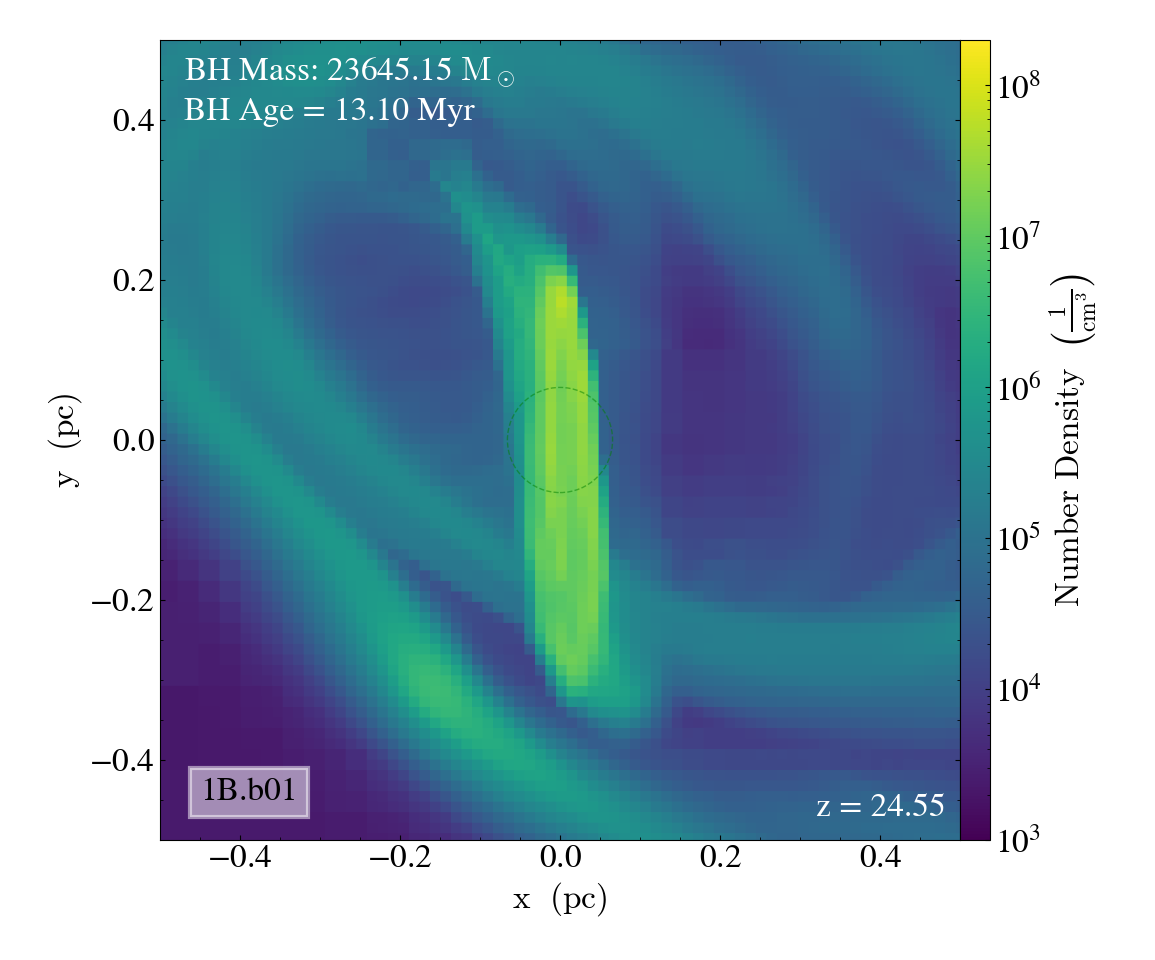 BH Mass: 23645.15 M☉
BH Age = 13.10 Myr
1B.b01
z = 24.55
0.4
0.2
0.0
−0.2
−0.4
y (pc)
−0.4 −0.2 0.0 0.2 0.4
x (pc)
10⁸
10⁷
10⁶
10⁵
10⁴
10³
Number Density (1/cm³)